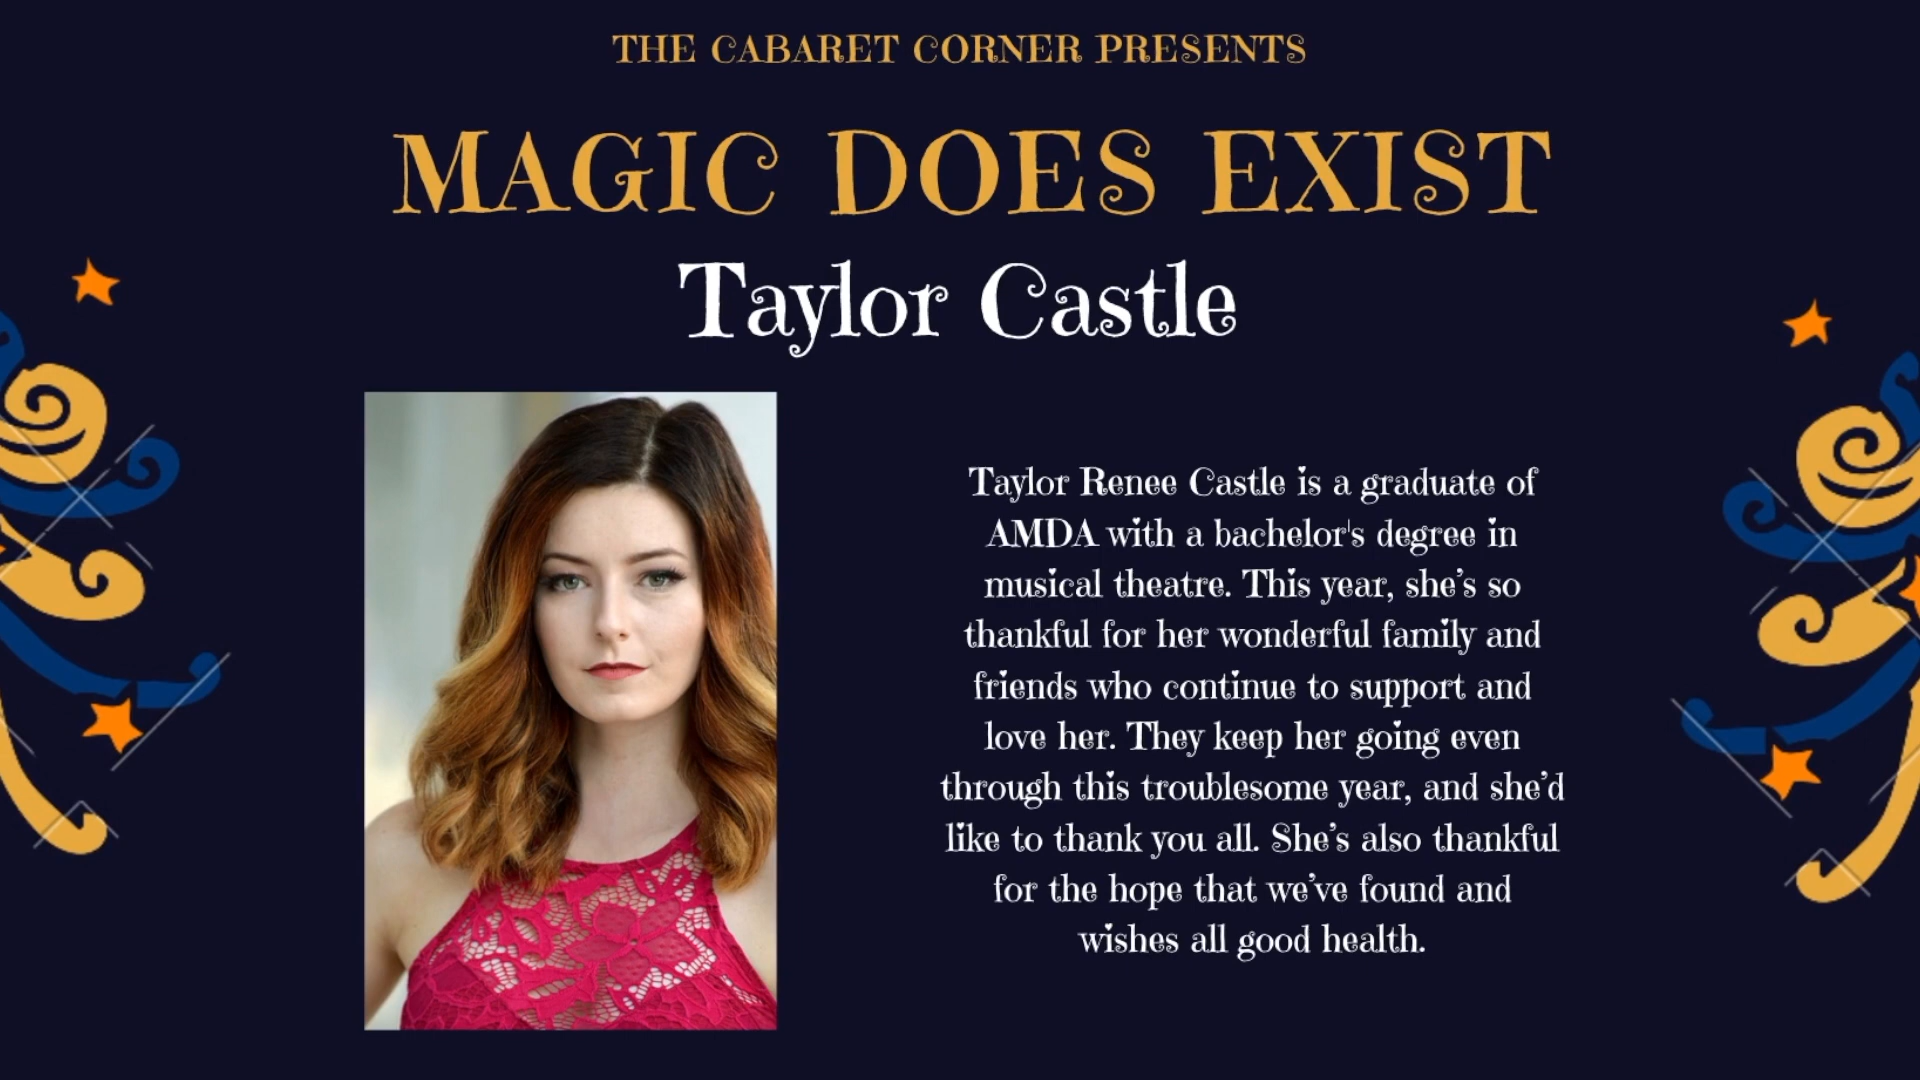 THE CABARET CORNER PRESENTS
MAGIC DOES EXIST
Taylor Castle
Taylor Renee Castle is a graduate of
AMDA with a bachelor's degree in
musical theatre. This year, she’s so
thankful for her wonderful family and
friends who continue to support and
love her. They keep her going even
through this troublesome year, and she’d
like to thank you all. She’s also thankful
for the hope that we’ve found and
wishes all good health.